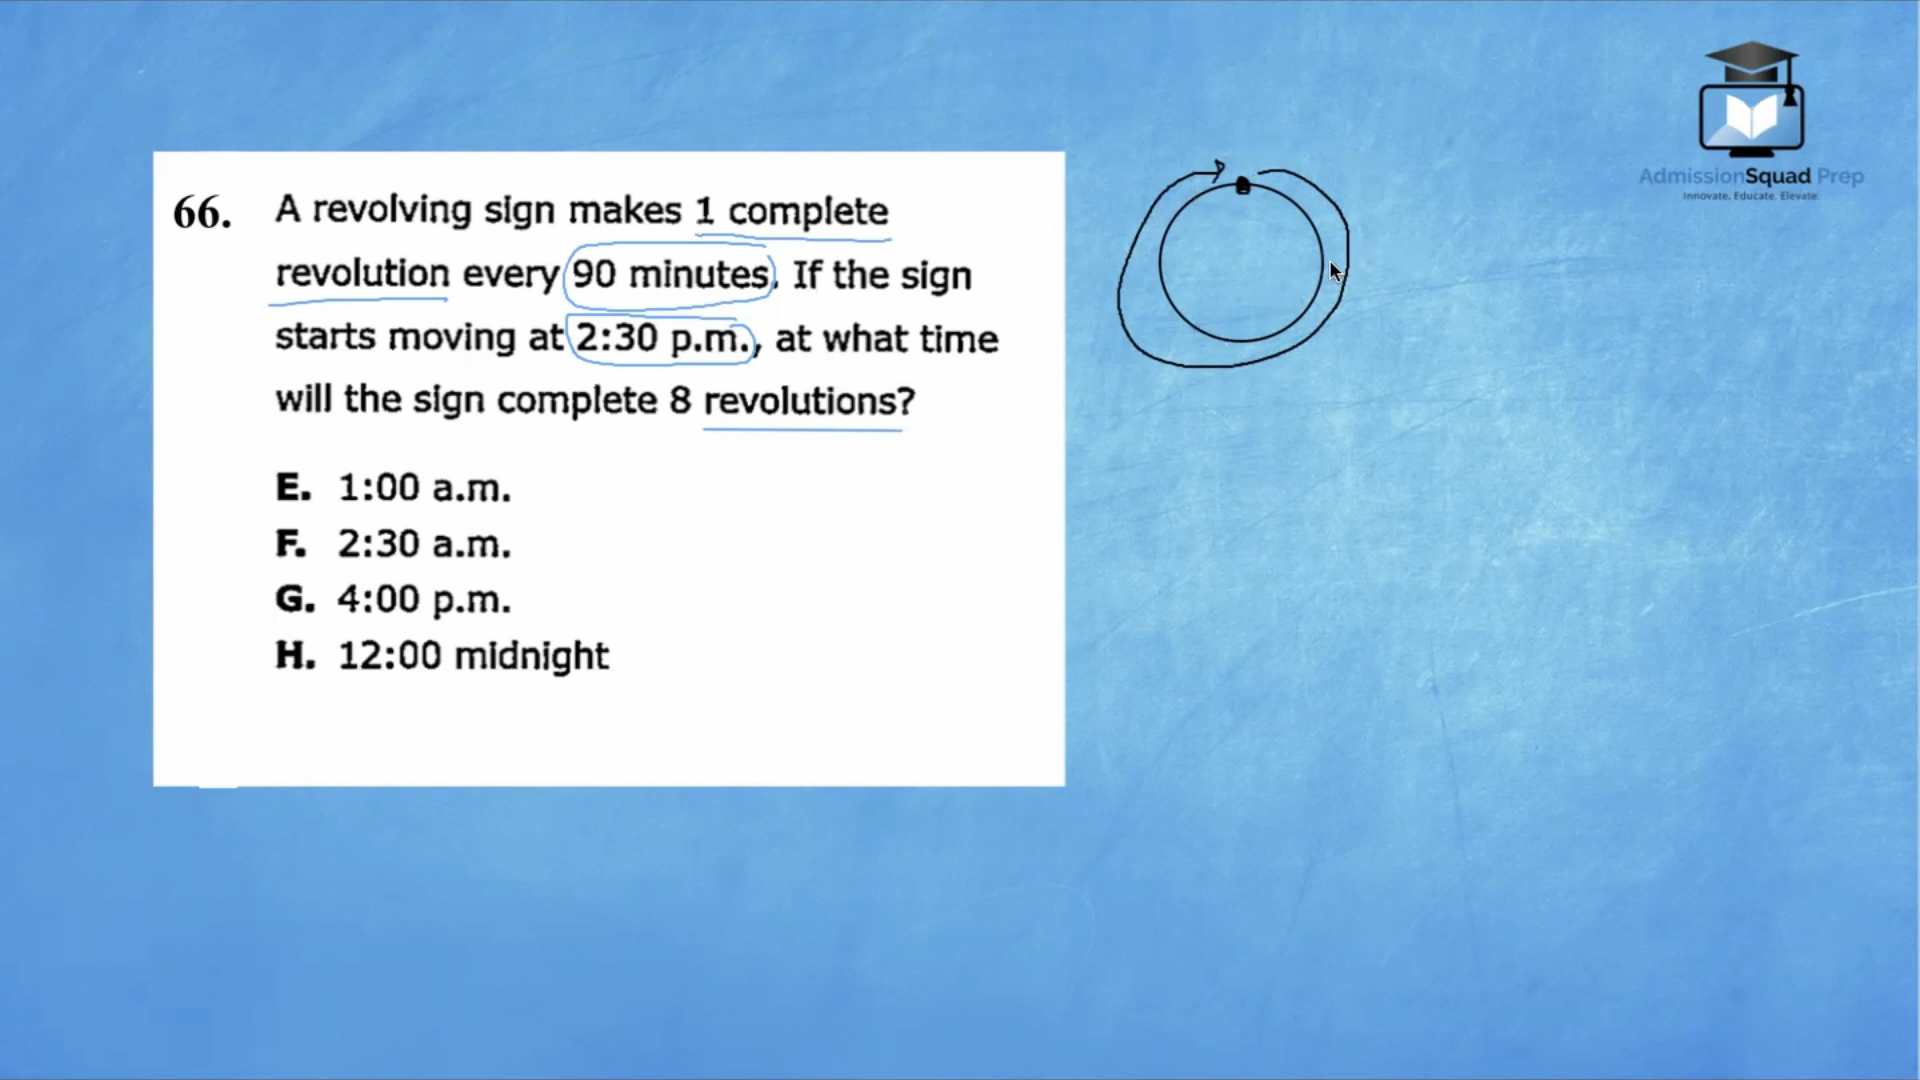 AdmissionSquad Prep
Innovate. Educate. Elevate.
66. A revolving sign makes 1 complete
revolution every 90 minutes. If the sign
starts moving at 2:30 p.m., at what time
will the sign complete 8 revolutions?
E. 1:00 a.m.
F. 2:30 a.m.
G. 4:00 p.m.
H. 12:00 midnight